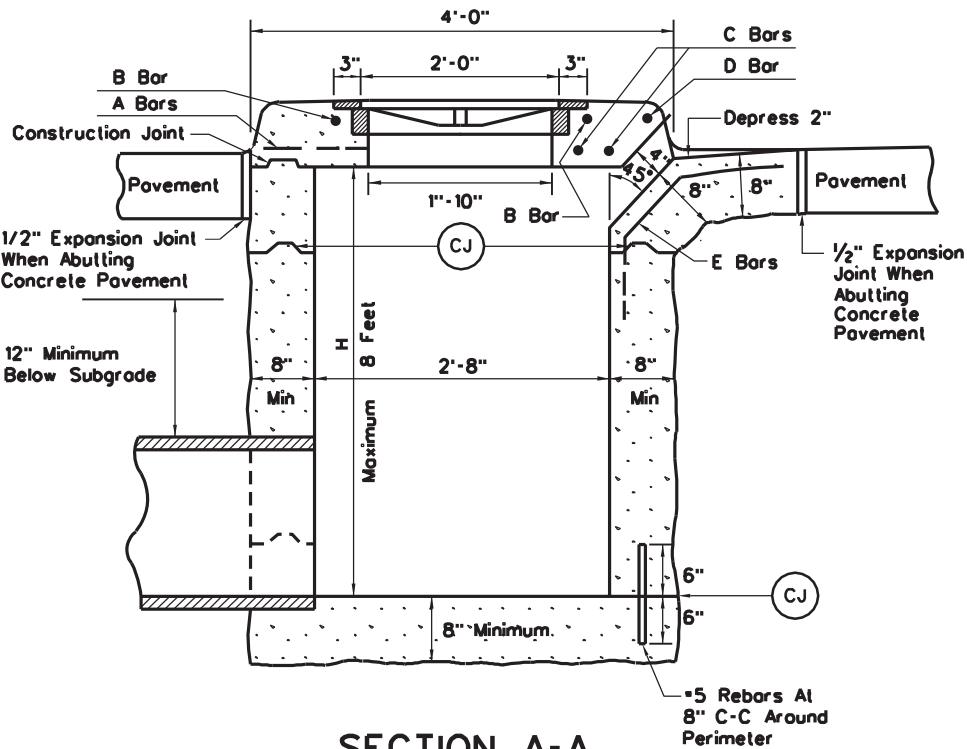 4'-0"
3"
2'-0"
3"
C Bars
D Bar
B Bar
A Bars
Construction Joint
Depress 2"
4"
45°
8"
8"
Pavement
Pavement
1"-10"
B Bar
CJ
E Bars
1/2" Expansion Joint
When Abutting
Concrete Pavement
1/2" Expansion
Joint When
Abutting
Concrete
Pavement
12" Minimum
Below Subgrade
H
8 Feet
Maximum
8"
Min
2'-8"
8"
Min
6"
6"
CJ
8" Minimum
#5 Rebars At
8" C-C Around
Perimeter
SECTION A-A